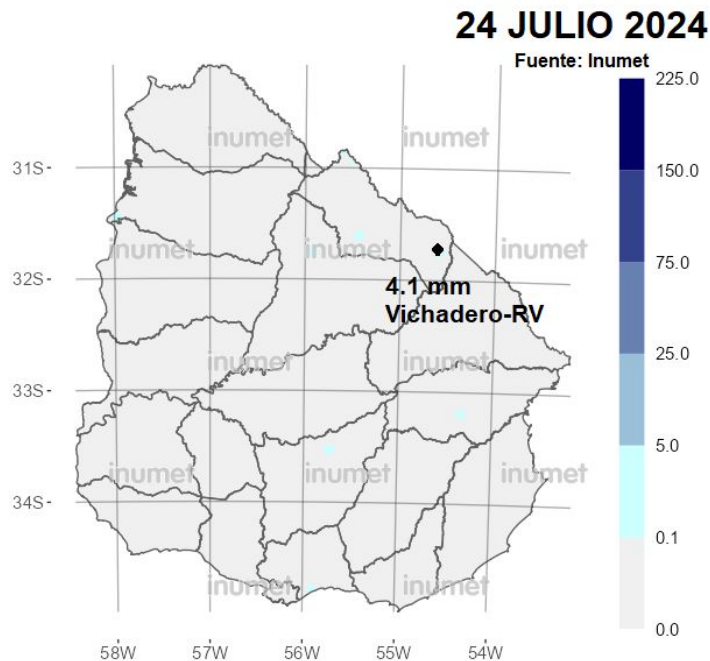 24 JULIO 2024
Fuente: Inumet
225.0
150.0
75.0
25.0
5.0
0.1
0.0
inumet inumet
31S-
inumet inumet inumet
32S-
4.1 mm
Vichadero-RV
inumet inumet
33S-
inumet inumet inumet
34S-
inumet inumet
58W 57W 56W 55W 54W